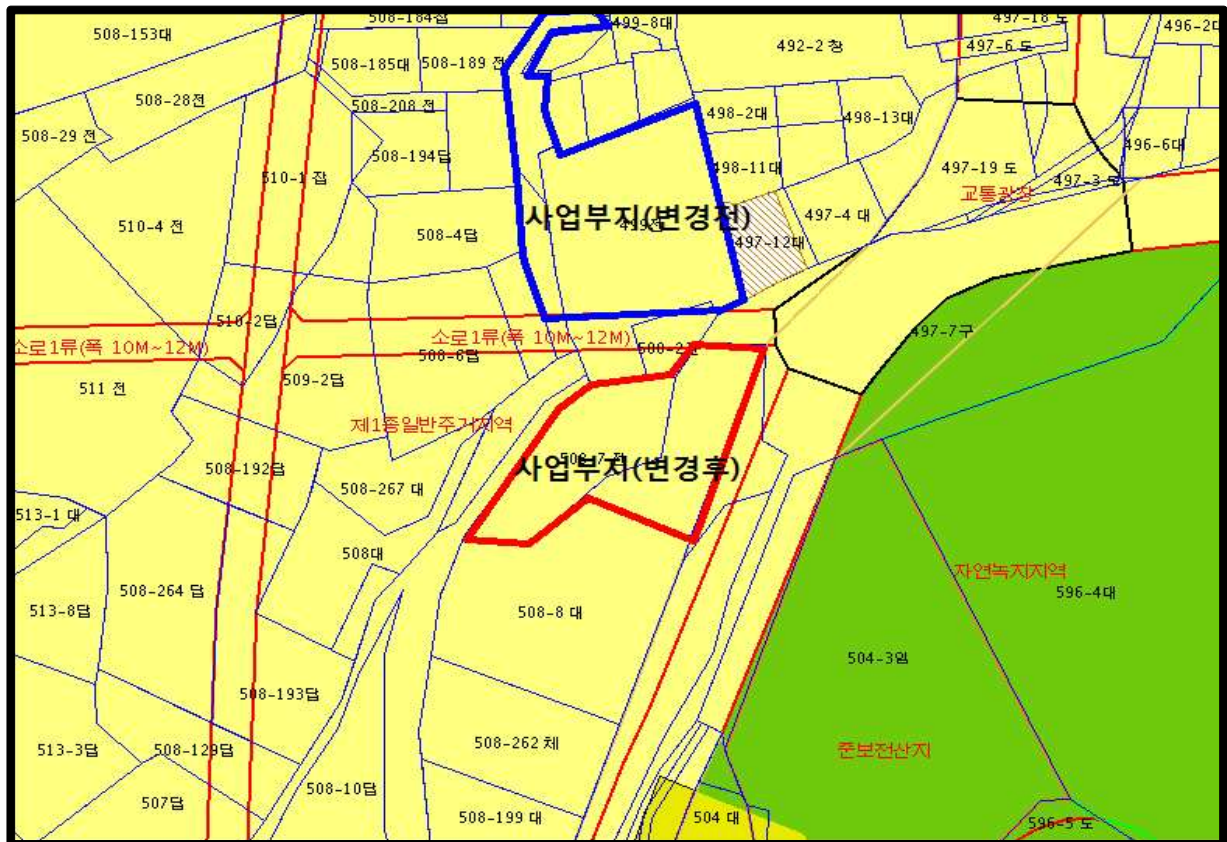 508-184잡
499-8대
497-18 도
496-2대
508-153대
492-2 창
497-6 도
508-185대
508-189 전
508-28전
508-208 전
498-2대
498-13대
508-29 전
508-194답
498-11대
497-19 도
496-6대
510-1 잡
497-3 도
교통광장
510-4 전
508-4답
사업부지(변경전)
497-4 대
497-12대
510-2답
소로1류(폭 10M~12M)
소로1류(폭 10M~12M)
497-7구
508-6답
511 전
509-2답
제1종일반주거지역
508-192답
사업부지(변경후)
508-267 대
513-1 대
508대
508-264 답
자연녹지지역
596-4대
513-8답
508-8 대
504-3임
508-193답
513-3답
508-129답
508-262 체
준보전산지
508-10답
507답
508-199 대
504 대
596-5 도